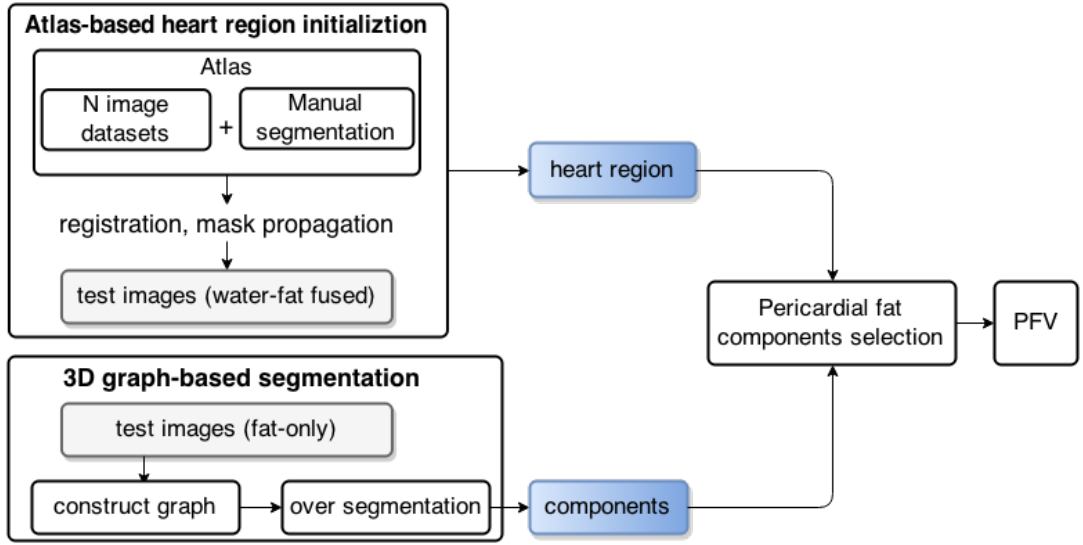 Atlas-based heart region initializtion
Atlas
N image
datasets
+
Manual
segmentation
registration, mask propagation
test images (water-fat fused)
heart region
Pericardial fat
components selection
PFV
3D graph-based segmentation
test images (fat-only)
construct graph
over segmentation
components